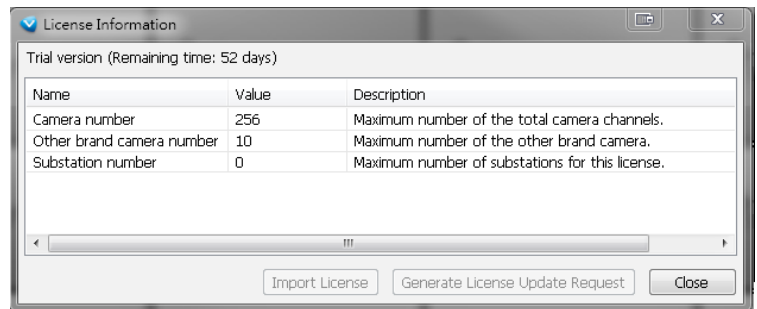 License Information
Trial version (Remaining time: 52 days)
Name Value Description
Camera number 256 Maximum number of the total camera channels.
Other brand camera number 10 Maximum number of the other brand camera.
Substation number 0 Maximum number of substations for this license.
Import License Generate License Update Request Close